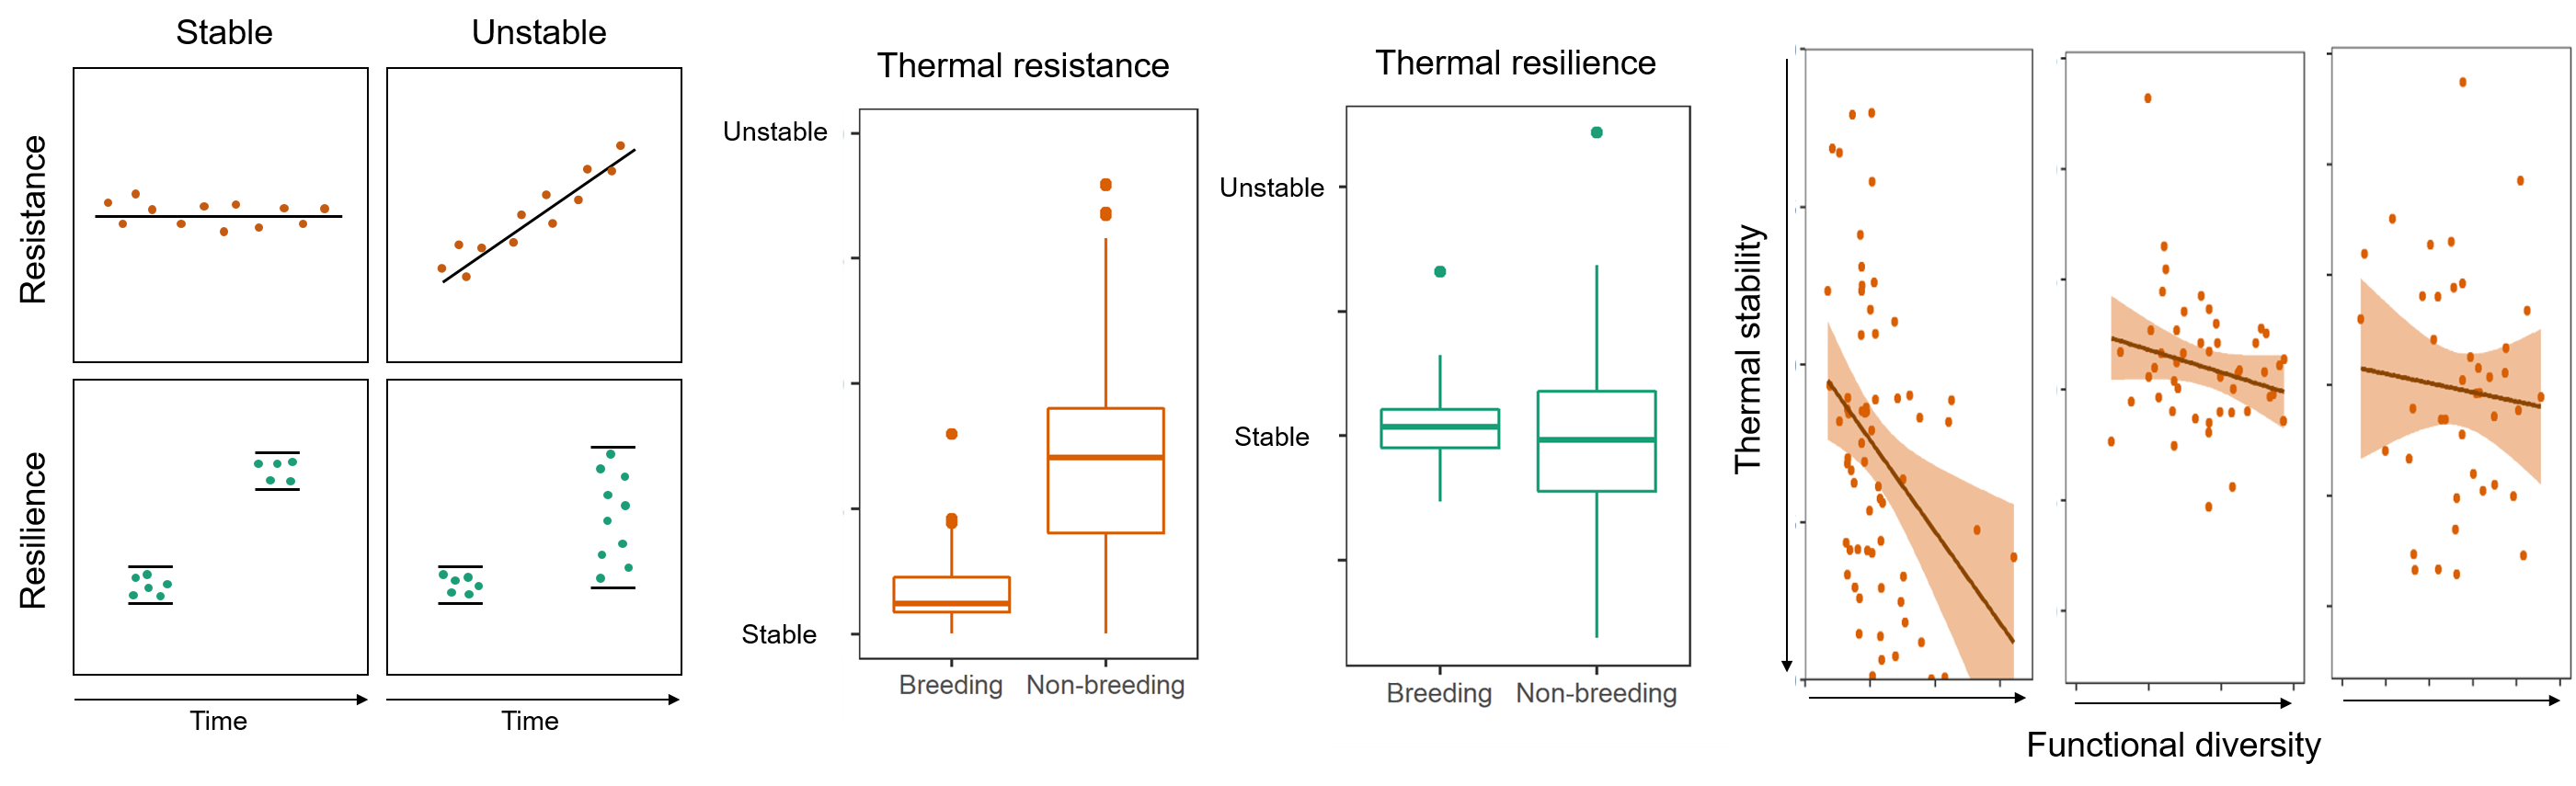 Stable
Unstable
Resistance
Resilience
Time
Time
Thermal resistance
Unstable
Stable
Breeding
Non-breeding
Thermal resilience
Unstable
Stable
Breeding
Non-breeding
Thermal stability
Functional diversity